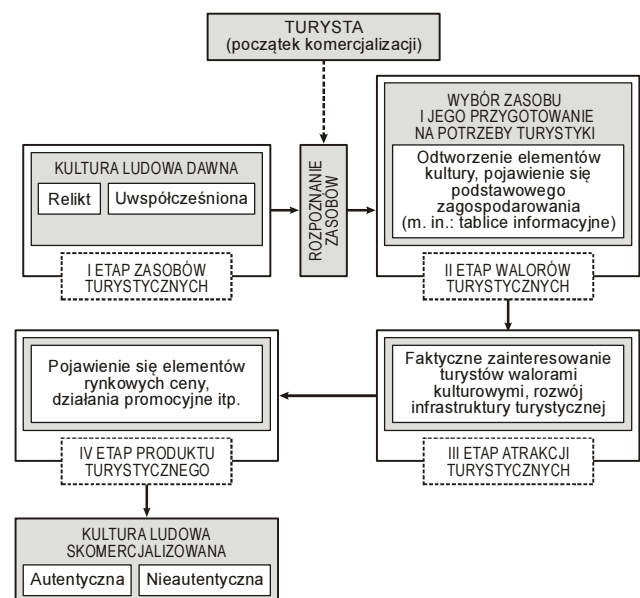 TURYSTA
(początek komercjalizacji)
KULTURA LUDOWA DAWNA
Relikt
Uwspółcześniona
I ETAP ZASOBÓW
TURYSTYCZNYCH
ROZPOZNANIE
ZASOBÓW
WYBÓR ZASOBU
I JEGO PRZYGOTOWANIE
NA POTRZEBY TURYSTYKI
Odtworzenie elementów
kultury, pojawienie się
podstawowego
zagospodarowania
(m. in.: tablice informacyjne)
II ETAP WALORÓW
TURYSTYCZNYCH
Faktyczne zainteresowanie
turystów walorami
kulturowymi, rozwój
infrastruktury turystycznej
III ETAP ATRAKCJI
TURYSTYCZNYCH
Pojawienie się elementów
rynkowych ceny,
działania promocyjne itp.
IV ETAP PRODUKTU
TURYSTYCZNEGO
KULTURA LUDOWA
SKOMERCJALIZOWANA
Autentyczna
Nieautentyczna